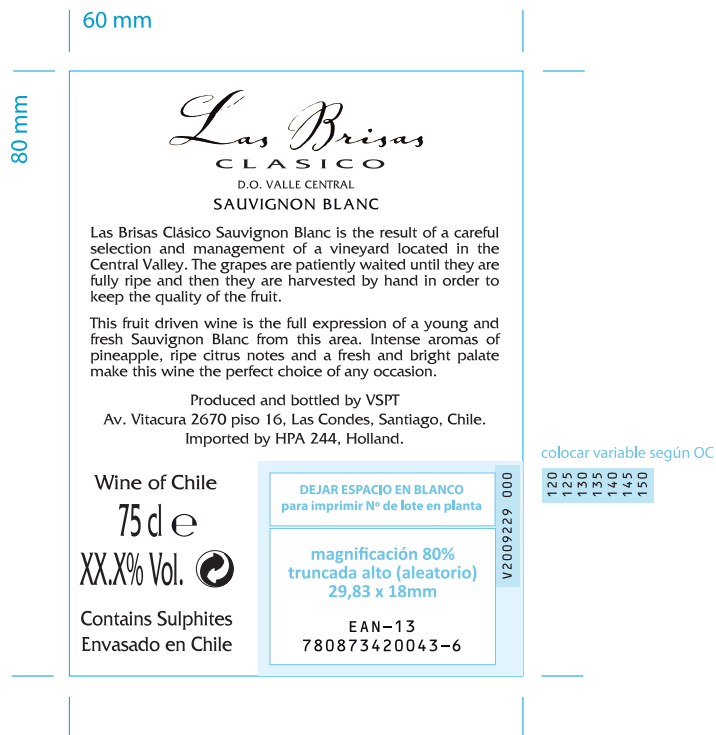 60 mm
80 mm
Las Brisas
CLASICO
D.O. VALLE CENTRAL
SAUVIGNON BLANC
Las Brisas Clásico Sauvignon Blanc is the result of a careful
selection and management of a vineyard located in the
Central Valley. The grapes are patiently waited until they are
fully ripe and then they are harvested by hand in order to
keep the quality of the fruit.
This fruit driven wine is the full expression of a young and
fresh Sauvignon Blanc from this area. Intense aromas of
pineapple, ripe citrus notes and a fresh and bright palate
make this wine the perfect choice of any occasion.
Produced and bottled by VSPT
Av. Vitacura 2670 piso 16, Las Condes, Santiago, Chile.
Imported by HPA 244, Holland.
Wine of Chile
75 cl ℮
XX.X% Vol.
Contains Sulphites
Envasado en Chile
DEJAR ESPACIO EN BLANCO
para imprimir Nº de lote en planta
magnificación 80%
truncada alto (aleatorio)
29,83 x 18mm
EAN-13
780873420043-6
V2009229 000
colocar variable según OC
120
125
130
135
140
145
150